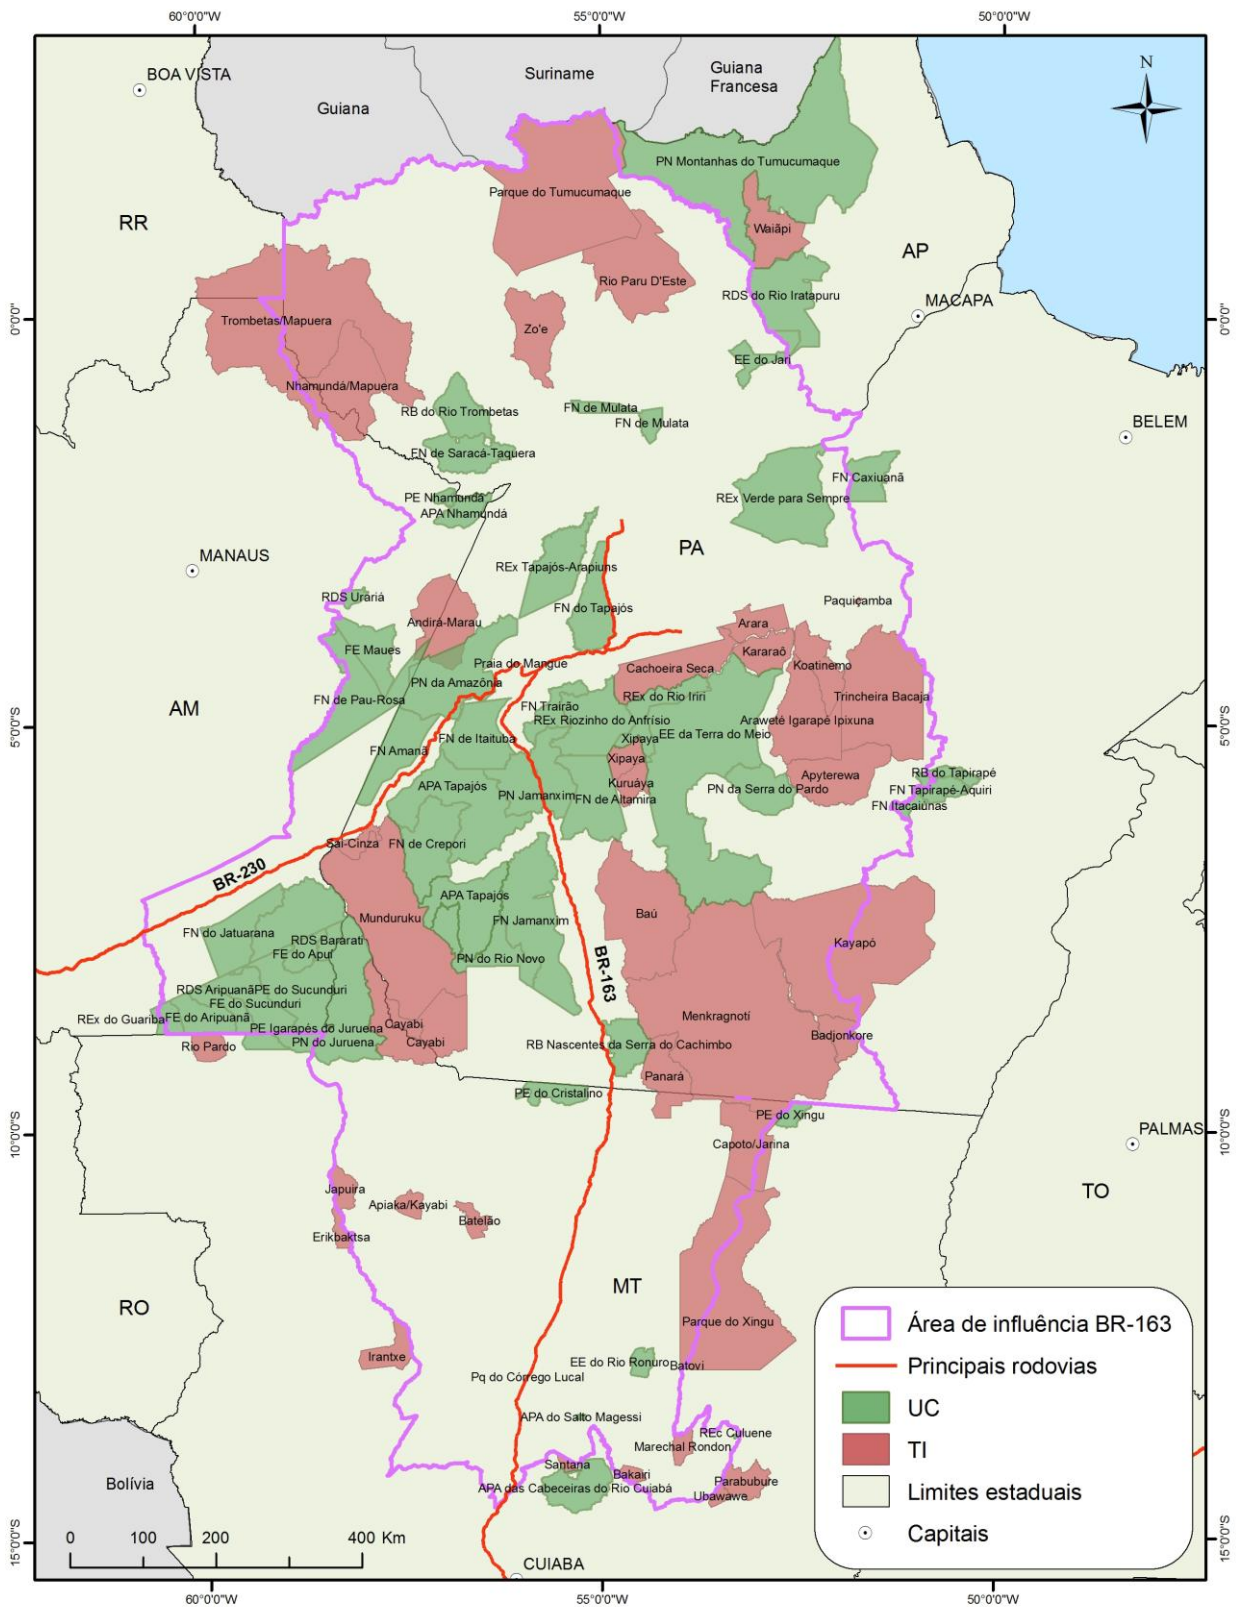 60°0'0"W
55°0'0"W
50°0'0"W
BOA VISTA
Suriname
Guiana
Francesa
Guiana
N
PN Montanhas do Tumucumaque
Parque do Tumucumaque
RR
Waiãpi
AP
Rio Paru D'Este
RDS do Rio Iratapuru
MACAPA
0°0'0"
0°0'0"
Trombetas/Mapuera
Zo'e
EE do Jari
Nhamundá/Mapuera
RB do Rio Trombetas
FN de Mulata
FN de Mulata
BELEM
FN de Saracá-Taquera
FN Caxiuanã
PE Nhamundá
REx Verde para Sempre
APA Nhamundá
MANAUS
PA
REx Tapajós-Arapiuns
RDS Urariá
FN do Tapajós
Paquiçamba
Andirá-Marau
Arara
FE Maues
Kararaô
Praia do Mangue
Cachoeira Seca
Koatinemo
PN da Amazônia
FN de Pau-Rosa
REx do Rio Iriri
Trincheira Bacaja
AM
FN Trairão
REx Riozinho do Anfrísio
Araweté Igarapé Ipixuna
5°0'0"S
5°0'0"S
FN Amanã
FN de Itaituba
Xipaya
EE da Terra do Meio
Xipaya
RB do Tapirapé
Apyterewa
APA Tapajós
PN Jamanxim
Kuruáya
PN da Serra do Pardo
FN Tapirapé-Aquiri
FN de Altamira
FN Itacaiunas
Sai-Cinza
FN de Crepori
BR-230
APA Tapajós
Baú
Munduruku
FN Jamanxim
FN do Jatuarana
RDS Bararati
Kayapó
FE do Apuí
PN do Rio Novo
BR-163
RDS Aripuanã
PE do Sucunduri
FE do Sucunduri
REx do Guariba
FE do Aripuanã
Menkragnotí
Cayabi
PE Igarapés do Juruena
Badjonkore
Rio Pardo
PN do Juruena
Cayabi
RB Nascentes da Serra do Cachimbo
Panará
PE do Cristalino
PE do Xingu
10°0'0"S
10°0'0"S
PALMAS
Capoto/Jarina
Japuira
TO
Apiaka/Kayabi
Batelão
Erikbaktsa
RO
MT
Parque do Xingu
Irantxe
EE do Rio Ronuro
Batovi
Pq do Córrego Lucal
APA do Salto Magessi
REc Culuene
Marechal Rondon
Santana
Bakairi
Parabubure
Bolívia
APA das Cabeceiras do Rio Cuiabá
Ubawawe
Área de influência BR-163
Principais rodovias
UC
TI
Limites estaduais
Capitais
0 100 200 400 Km
15°0'0"S
15°0'0"S
CUIABA
60°0'0"W
55°0'0"W
50°0'0"W